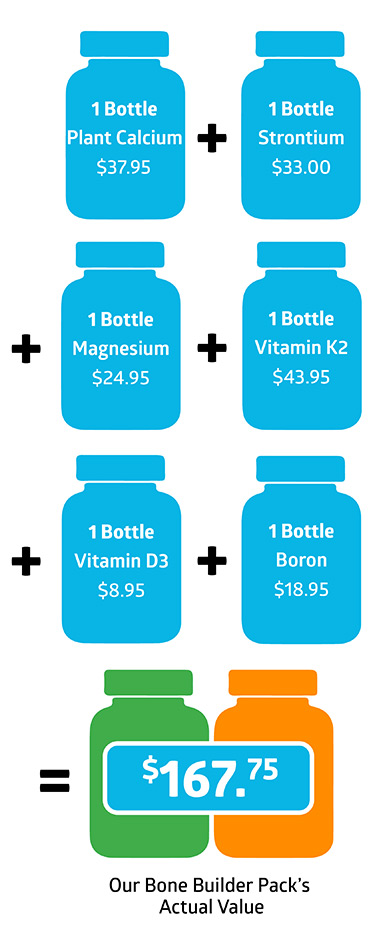 1 Bottle
Plant Calcium
$37.95
+
1 Bottle
Strontium
$33.00
+
1 Bottle
Magnesium
$24.95
+
1 Bottle
Vitamin K2
$43.95
+
1 Bottle
Vitamin D3
$8.95
+
1 Bottle
Boron
$18.95
=
$167.75
Our Bone Builder Pack's
Actual Value